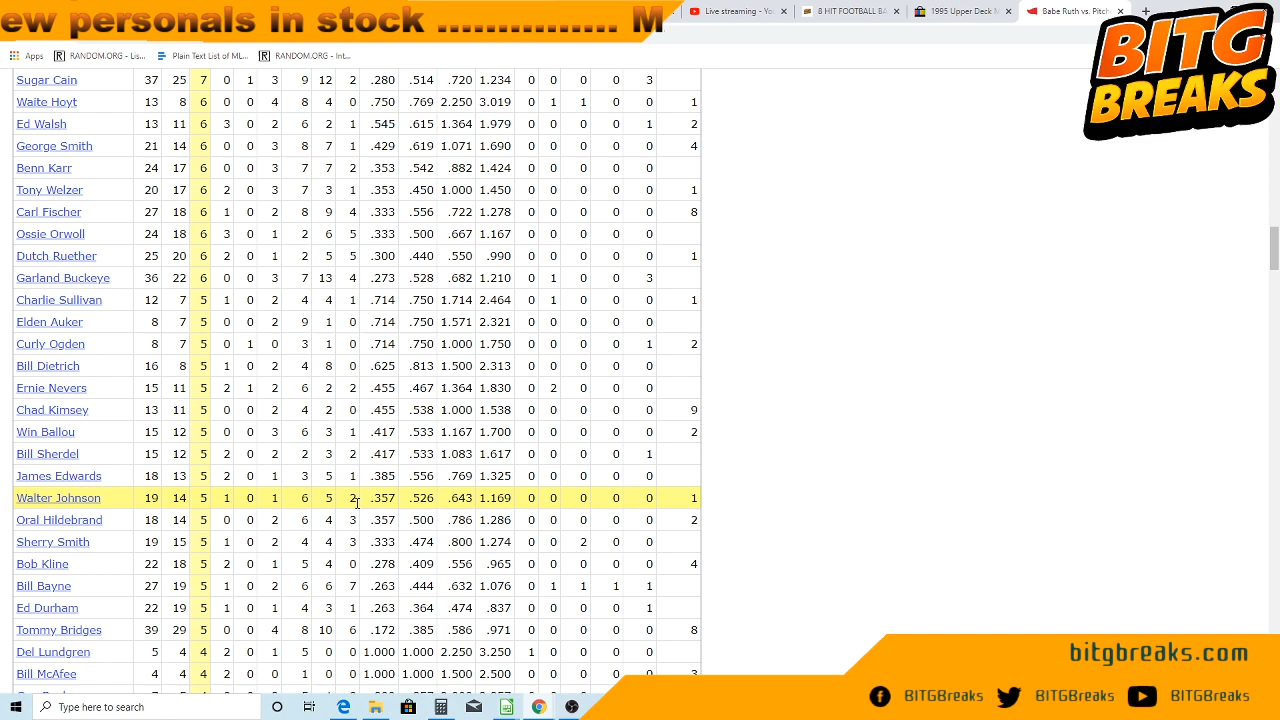 ew personals in stock .............. M
Live streaming - Yo
8 HIT FOOTBALL BA
1995 Upper Deck M
Babe Ruth vs. Pitch
BITG
BREAKS
Apps
RANDOM.ORG - Lis...
Plain Text List of ML...
RANDOM.ORG - Int...
Sugar Cain 37 25 7 0 1 3 9 12 2 .280 .514 .720 1.234 0 0 0 0 3
Waite Hoyt 13 8 6 0 0 4 8 4 0 .750 .769 2.250 3.019 0 1 1 0 0 1
Ed Walsh 13 11 6 3 0 2 6 2 1 .545 .615 1.364 1.979 0 0 0 0 1 2
George Smith 21 14 6 0 0 3 8 7 1 .429 .619 1.071 1.690 0 0 0 0 0 4
Benn Karr 24 17 6 0 0 3 7 7 2 .353 .542 .882 1.424 0 0 0 0 0
Tony Welzer 20 17 6 2 0 3 7 3 1 .353 .450 1.000 1.450 0 0 0 0 0 1
Carl Fischer 27 18 6 1 0 2 8 9 4 .333 .556 .722 1.278 0 0 0 0 0 8
Ossie Orwoll 24 18 6 3 0 1 2 6 5 .333 .500 .667 1.167 0 0 0 0 0
Dutch Ruether 25 20 6 2 0 1 2 5 5 .300 .440 .550 .990 0 0 0 0 0 1
Garland Buckeye 36 22 6 0 0 3 7 13 4 .273 .528 .682 1.210 0 1 0 0 3
Charlie Sullivan 12 7 5 1 0 2 4 4 1 .714 .750 1.714 2.464 0 1 0 0 0 1
Elden Auker 8 7 5 0 0 2 9 1 0 .714 .750 1.571 2.321 0 0 0 0 0
Curly Ogden 8 7 5 0 1 0 3 1 0 .714 .750 1.000 1.750 0 0 0 0 1 2
Bill Dietrich 16 8 5 1 0 2 4 8 0 .625 .813 1.500 2.313 0 0 0 0 0
Ernie Nevers 15 11 5 2 1 2 6 2 2 .455 .467 1.364 1.830 0 2 0 0 0
Chad Kimsey 13 11 5 0 0 2 4 2 0 .455 .538 1.000 1.538 0 0 0 0 0 9
Win Ballou 15 12 5 0 0 3 6 3 1 .417 .533 1.167 1.700 0 0 0 0 0 2
Bill Sherdel 15 12 5 2 0 2 2 3 2 .417 .533 1.083 1.617 0 0 0 0 1
James Edwards 18 13 5 2 0 1 3 5 1 .385 .556 .769 1.325 0 0 0 0 0
Walter Johnson 19 14 5 1 0 1 6 5 2 .357 .526 .643 1.169 0 0 0 0 0 1
Oral Hildebrand 18 14 5 0 0 2 6 4 3 .357 .500 .786 1.286 0 0 0 0 0 2
Sherry Smith 19 15 5 1 0 2 4 4 3 .333 .474 .800 1.274 0 0 2 0 0
Bob Kline 22 18 5 2 0 1 5 4 0 .278 .409 .556 .965 0 0 0 0 0 4
Bill Bayne 27 19 5 1 0 2 6 6 7 .263 .444 .632 1.076 0 1 1 1 1
Ed Durham 22 19 5 1 0 1 4 3 1 .263 .364 .474 .837 0 0 0 0 1
Tommy Bridges 39 29 5 0 0 4 8 10 6 .172 .385 .586 .971 0 0 0 0 0 8
Del Lundgren 5 4 4 2 0 1 5 0 0 1.000 1.000 2.250 3.250 1 0 0 0 0
Bill McAfee 4 4 4 2 0 0 1 0 0 1.000 1.000 1.500 2.500 0 0 0 0 0 3
bitgbreaks.com
BITGBreaks
BITGBreaks
BITGBreaks
Type here to search